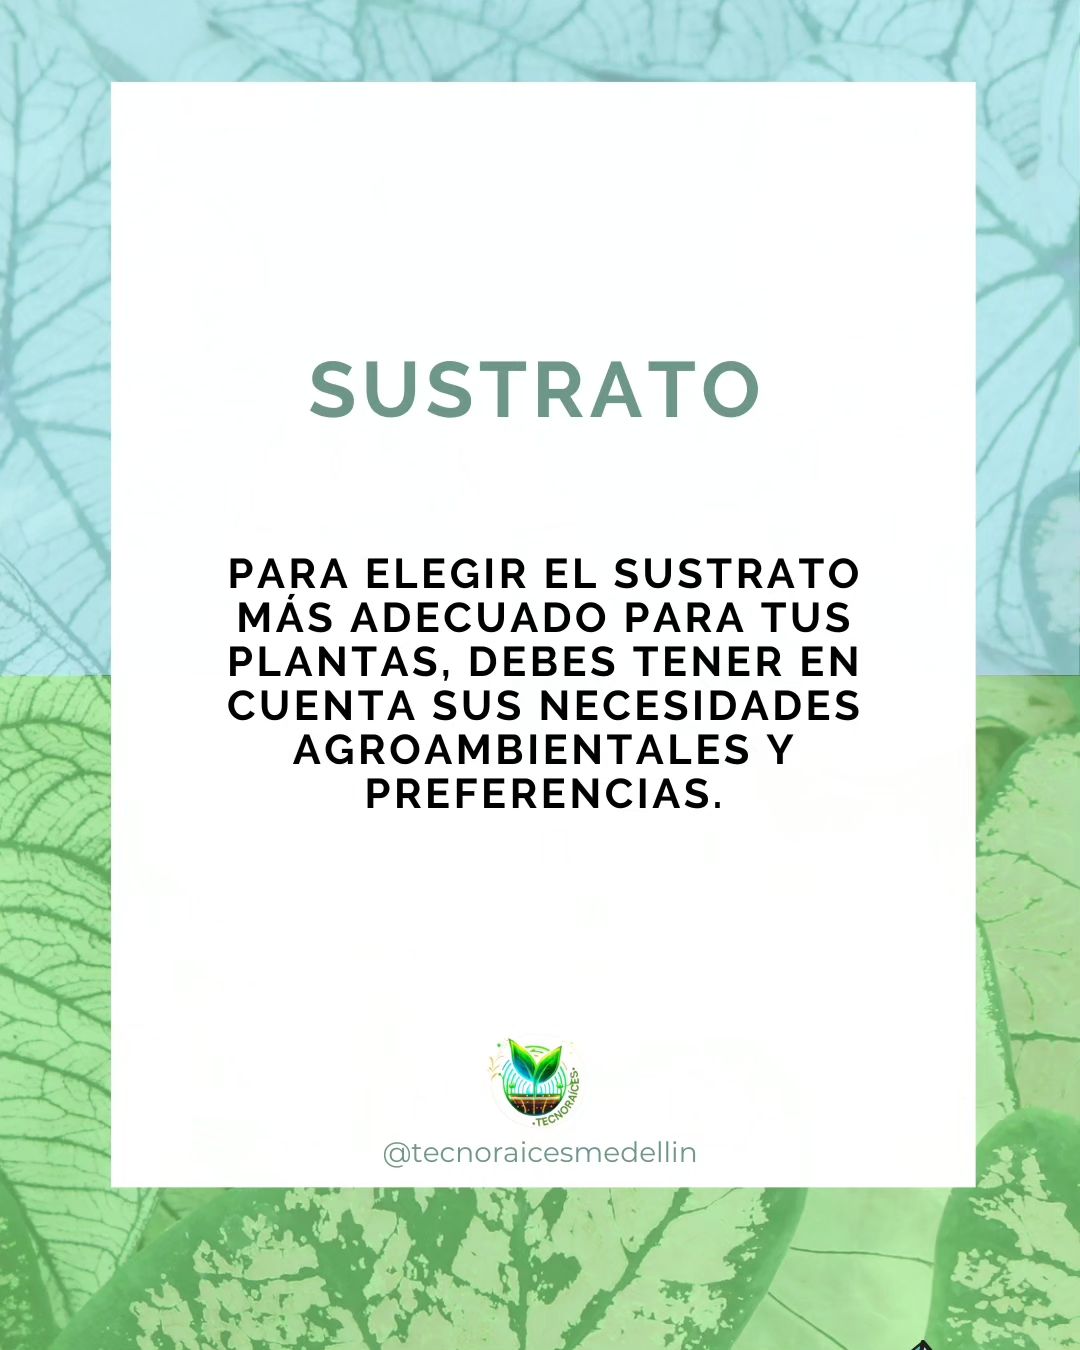 SUSTRATO
PARA ELEGIR EL SUSTRATO
MÁS ADECUADO PARA TUS
PLANTAS, DEBES TENER EN
CUENTA SUS NECESIDADES
AGROAMBIENTALES Y
PREFERENCIAS.
•TECNORAÍCES•
@tecnoraicesmedellin